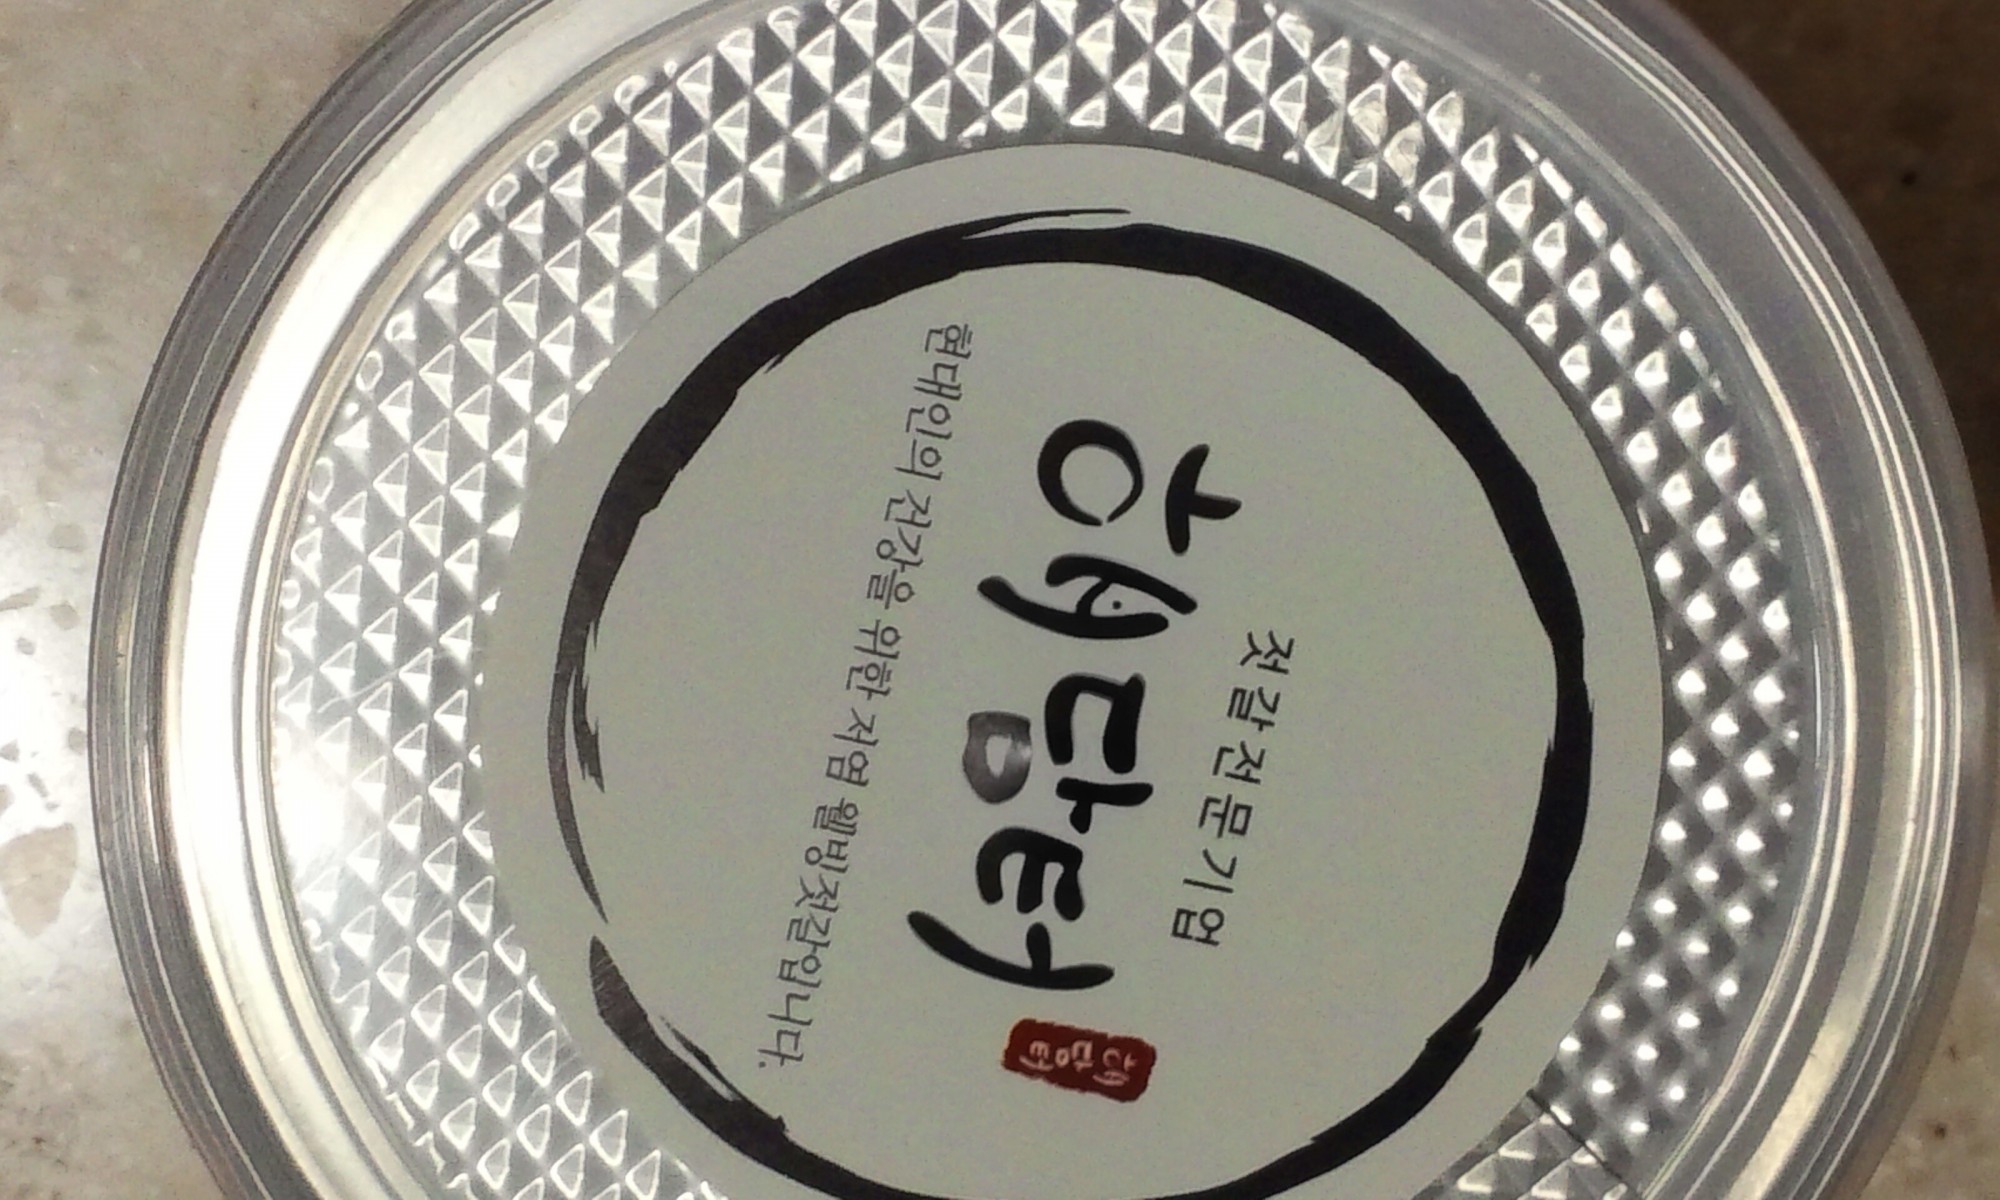 젓갈전문기업
해담터
해담터
현대인의 건강을 위한 저염 웰빙젓갈입니다.